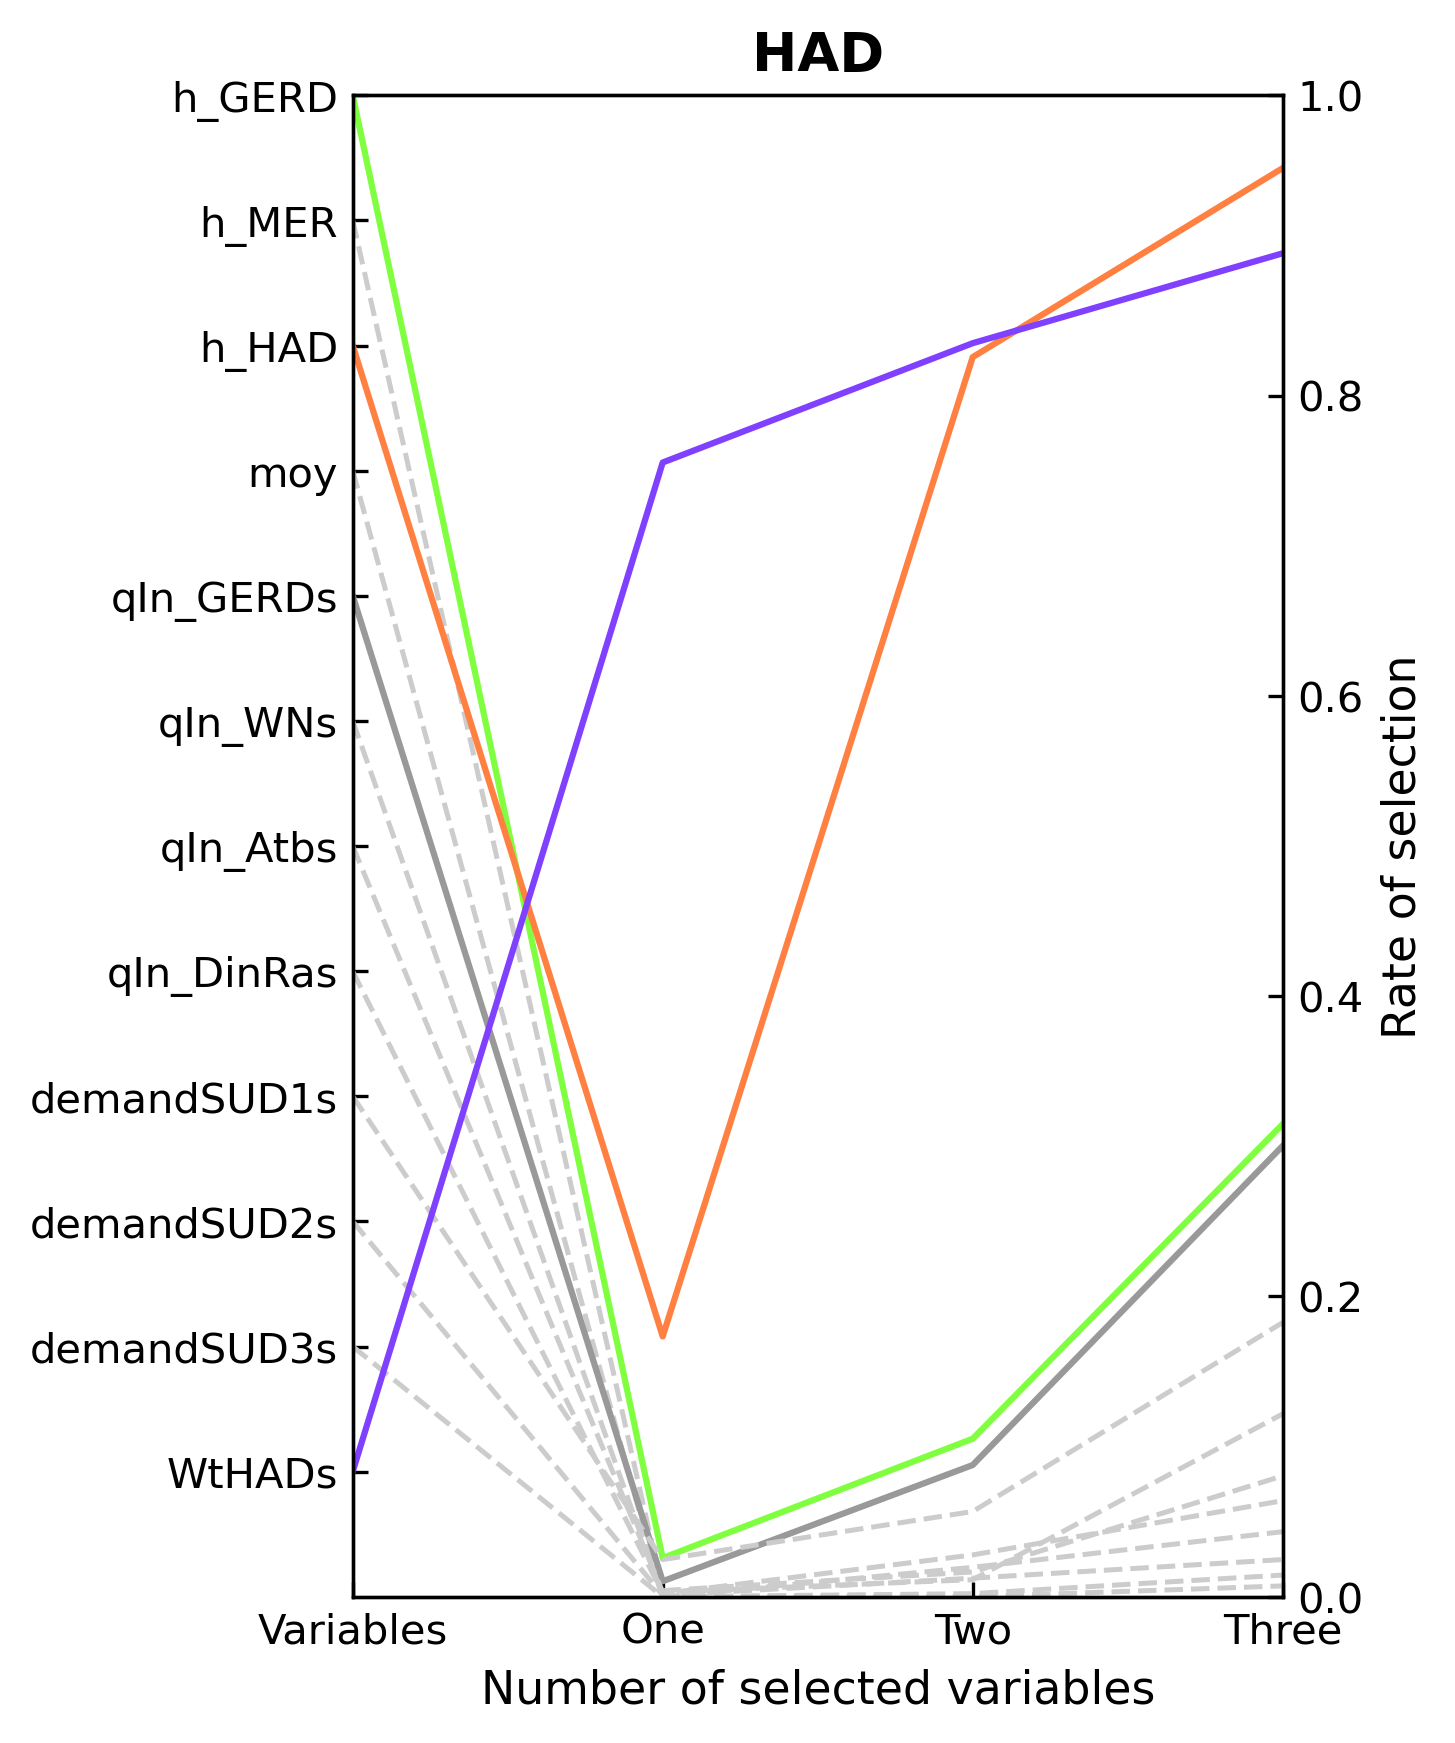 HAD
h_GERD
h_MER
h_HAD
moy
qIn_GERDs
qIn_WNs
qIn_Atbs
qIn_DinRas
demandSUD1s
demandSUD2s
demandSUD3s
WtHADs
1.0
0.8
0.6
0.4
0.2
0.0
Rate of selection
Variables One Two Three
Number of selected variables